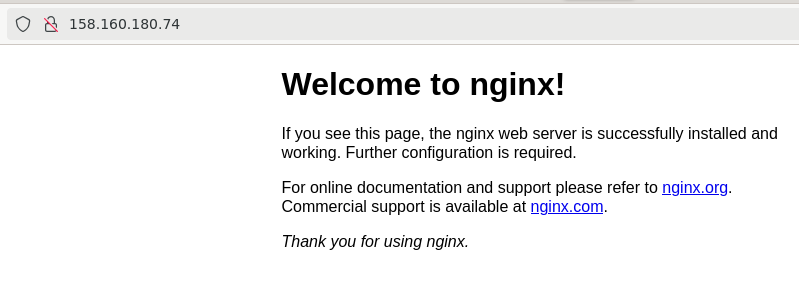 158.160.180.74
Welcome to nginx!
If you see this page, the nginx web server is successfully installed and
working. Further configuration is required.
For online documentation and support please refer to nginx.org.
Commercial support is available at nginx.com.
Thank you for using nginx.